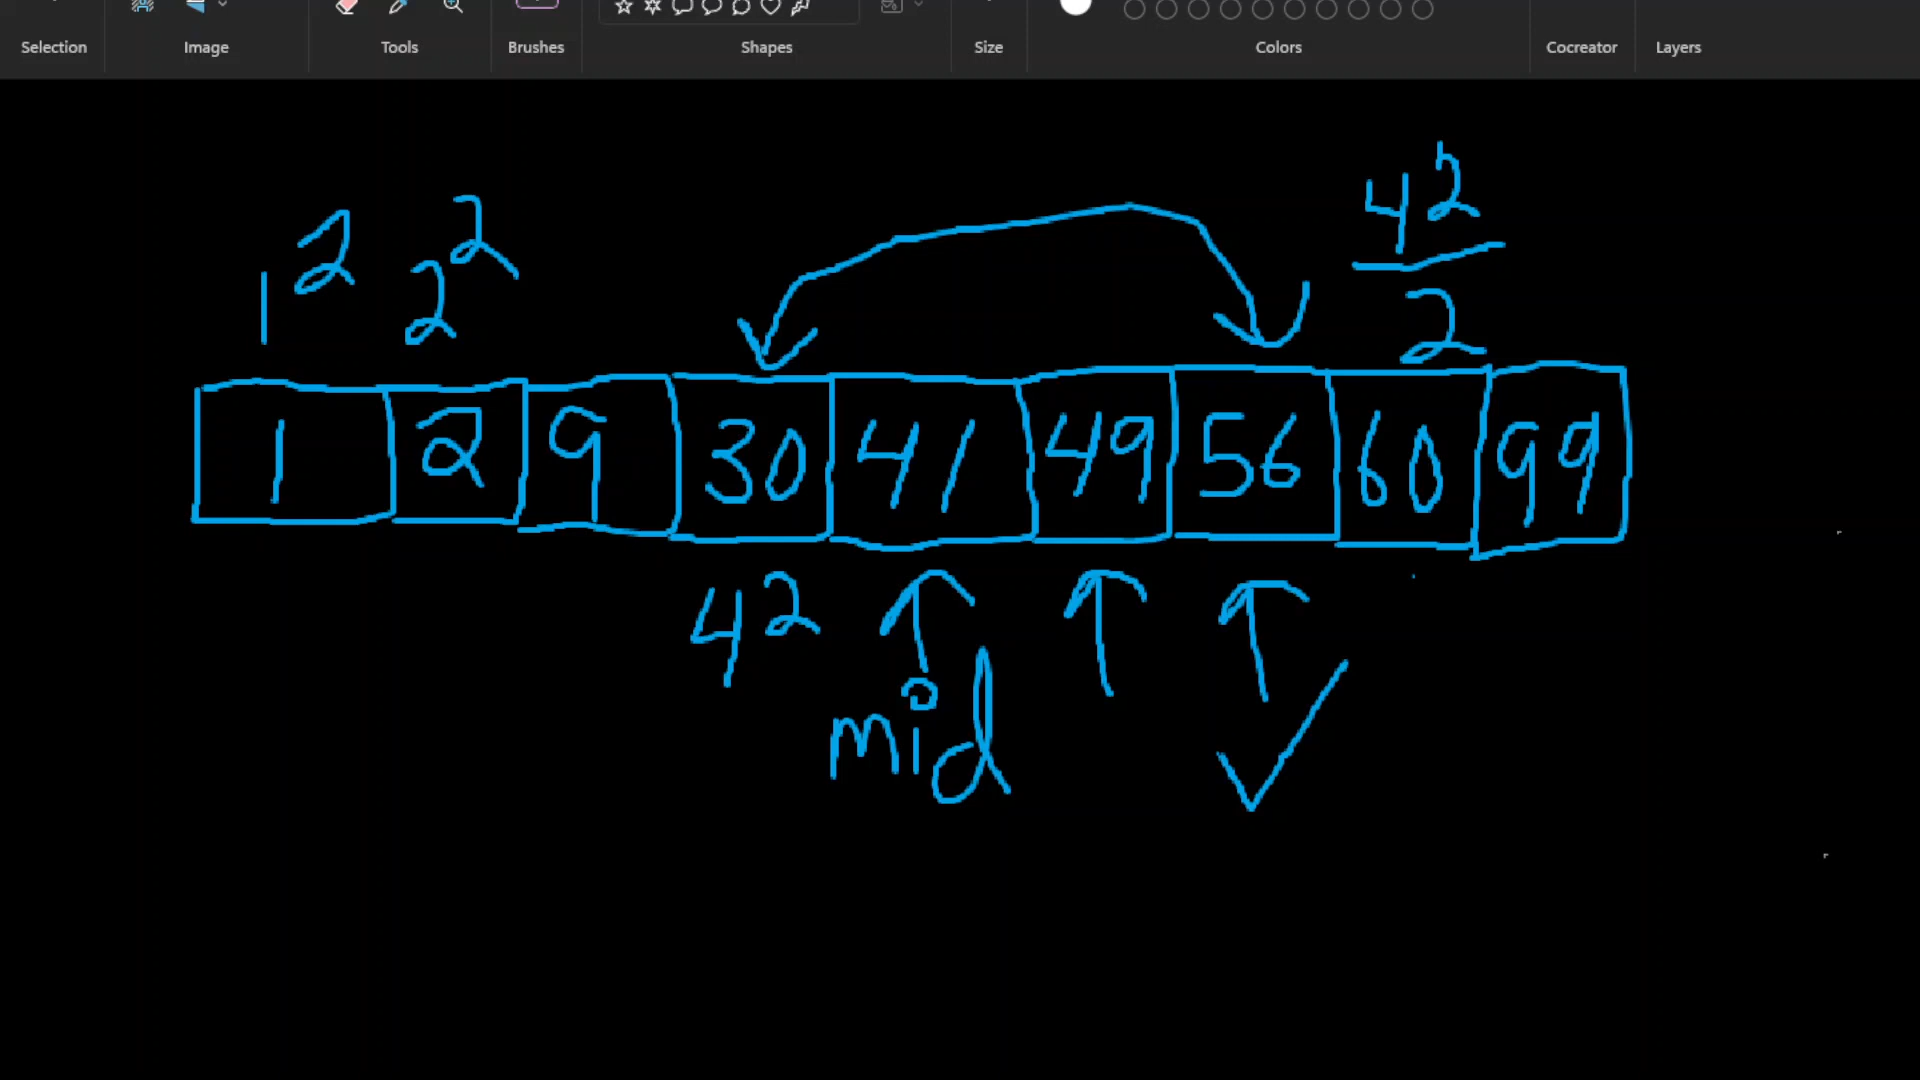 Selection Image Tools Brushes Shapes Size Colors Cocreator Layers
1² 2² 4²
2
1 2 9 30 41 49 56 60 99
4²
mid